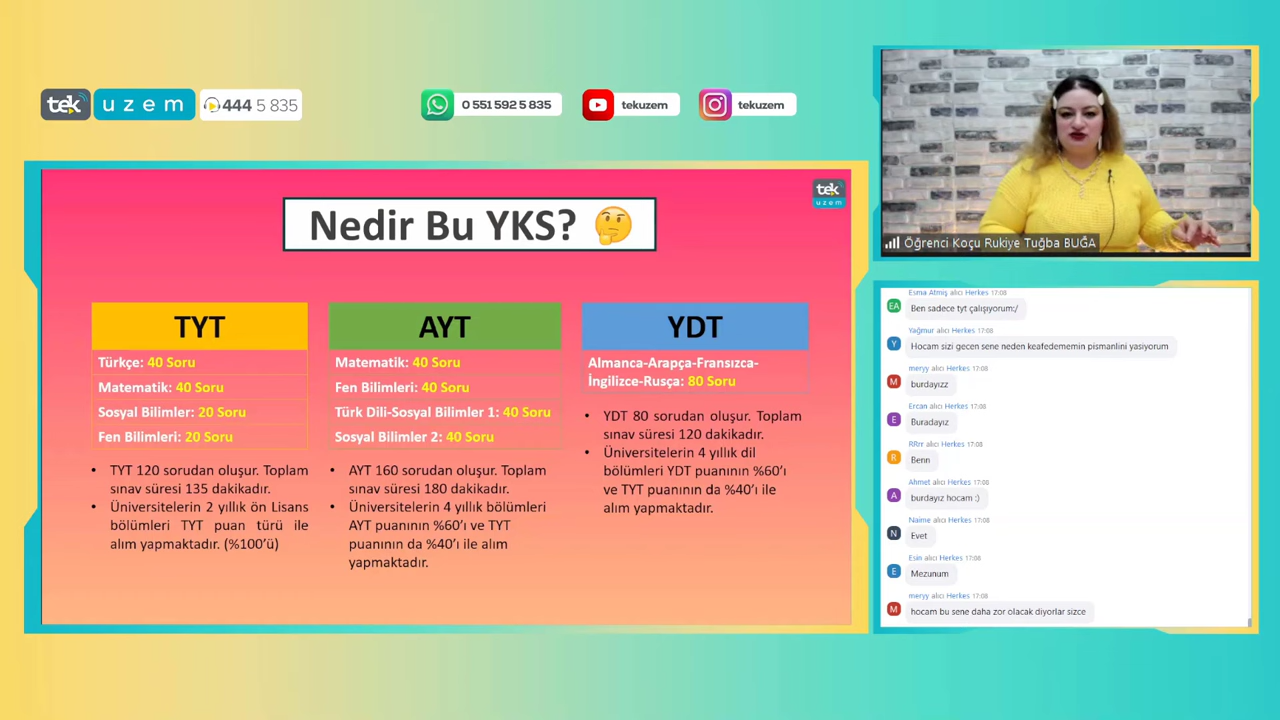 tek uzem 444 5 835
0 551 592 5 835
tekuzem
tekuzem
tek
uzem
Nedir Bu YKS?
TYT
Türkçe: 40 Soru
Matematik: 40 Soru
Sosyal Bilimler: 20 Soru
Fen Bilimleri: 20 Soru
• TYT 120 sorudan oluşur. Toplam
sınav süresi 135 dakikadır.
• Üniversitelerin 2 yıllık ön Lisans
bölümleri TYT puan türü ile
alım yapmaktadır. (%100'ü)
AYT
Matematik: 40 Soru
Fen Bilimleri: 40 Soru
Türk Dili-Sosyal Bilimler 1: 40 Soru
Sosyal Bilimler 2: 40 Soru
• AYT 160 sorudan oluşur. Toplam
sınav süresi 180 dakikadır.
• Üniversitelerin 4 yıllık bölümleri
AYT puanının %60'ı ve TYT
puanının da %40'ı ile alım
yapmaktadır.
YDT
Almanca-Arapça-Fransızca-
İngilizce-Rusça: 80 Soru
• YDT 80 sorudan oluşur. Toplam
sınav süresi 120 dakikadır.
• Üniversitelerin 4 yıllık dil
bölümleri YDT puanının %60'ı
ve TYT puanının da %40'ı ile
alım yapmaktadır.
Öğrenci Koçu Rukiye Tuğba BUĞA
Esma Atmiş alıcı Herkes 17:08
EA Ben sadece tyt çalışıyorum:/
Yağmur alıcı Herkes 17:08
Y Hocam sizi gecen sene neden keafedememin pismanlini yasiyorum
meryy alıcı Herkes 17:08
M burdayızz
Ercan alıcı Herkes 17:08
E Buradayız
RRrr alıcı Herkes 17:08
R Benn
Ahmet alıcı Herkes 17:08
A burdayız hocam :)
Naime alıcı Herkes 17:08
N Evet
Esin alıcı Herkes 17:08
E Mezunum
meryy alıcı Herkes 17:08
M hocam bu sene daha zor olacak diyorlar sizce